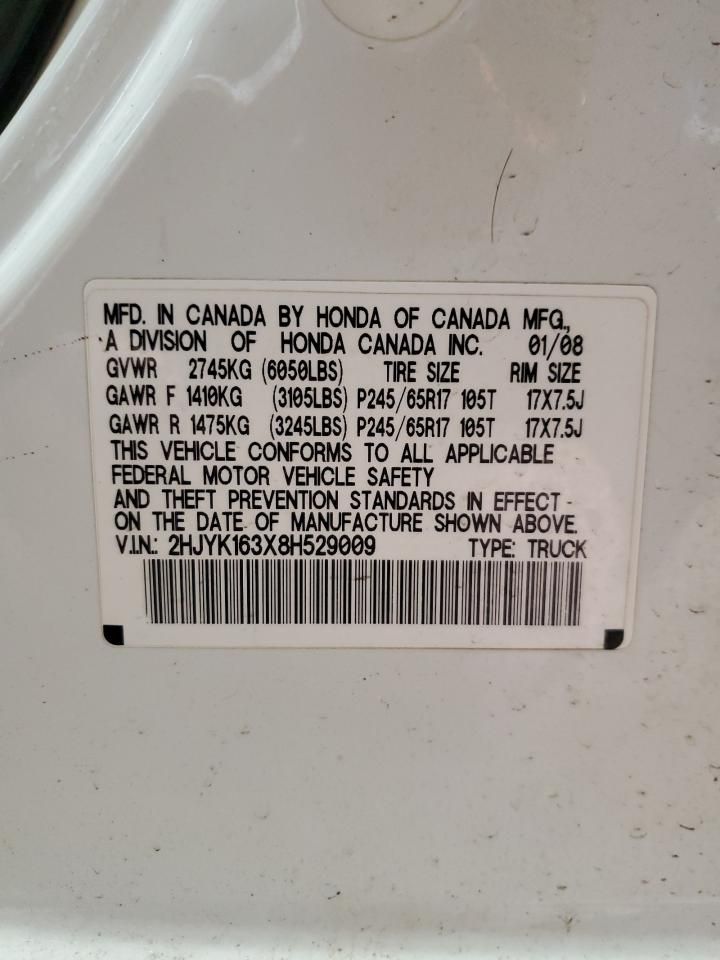 MFD. IN CANADA BY HONDA OF CANADA MFG.,
A DIVISION OF HONDA CANADA INC. 01/08
GVWR 2745KG (6050LBS) TIRE SIZE RIM SIZE
GAWR F 1410KG (3105LBS) P245/65R17 105T 17X7.5J
GAWR R 1475KG (3245LBS) P245/65R17 105T 17X7.5J
THIS VEHICLE CONFORMS TO ALL APPLICABLE
FEDERAL MOTOR VEHICLE SAFETY
AND THEFT PREVENTION STANDARDS IN EFFECT
ON THE DATE OF MANUFACTURE SHOWN ABOVE.
V.I.N.: 2HJYK163X8H529009 TYPE: TRUCK